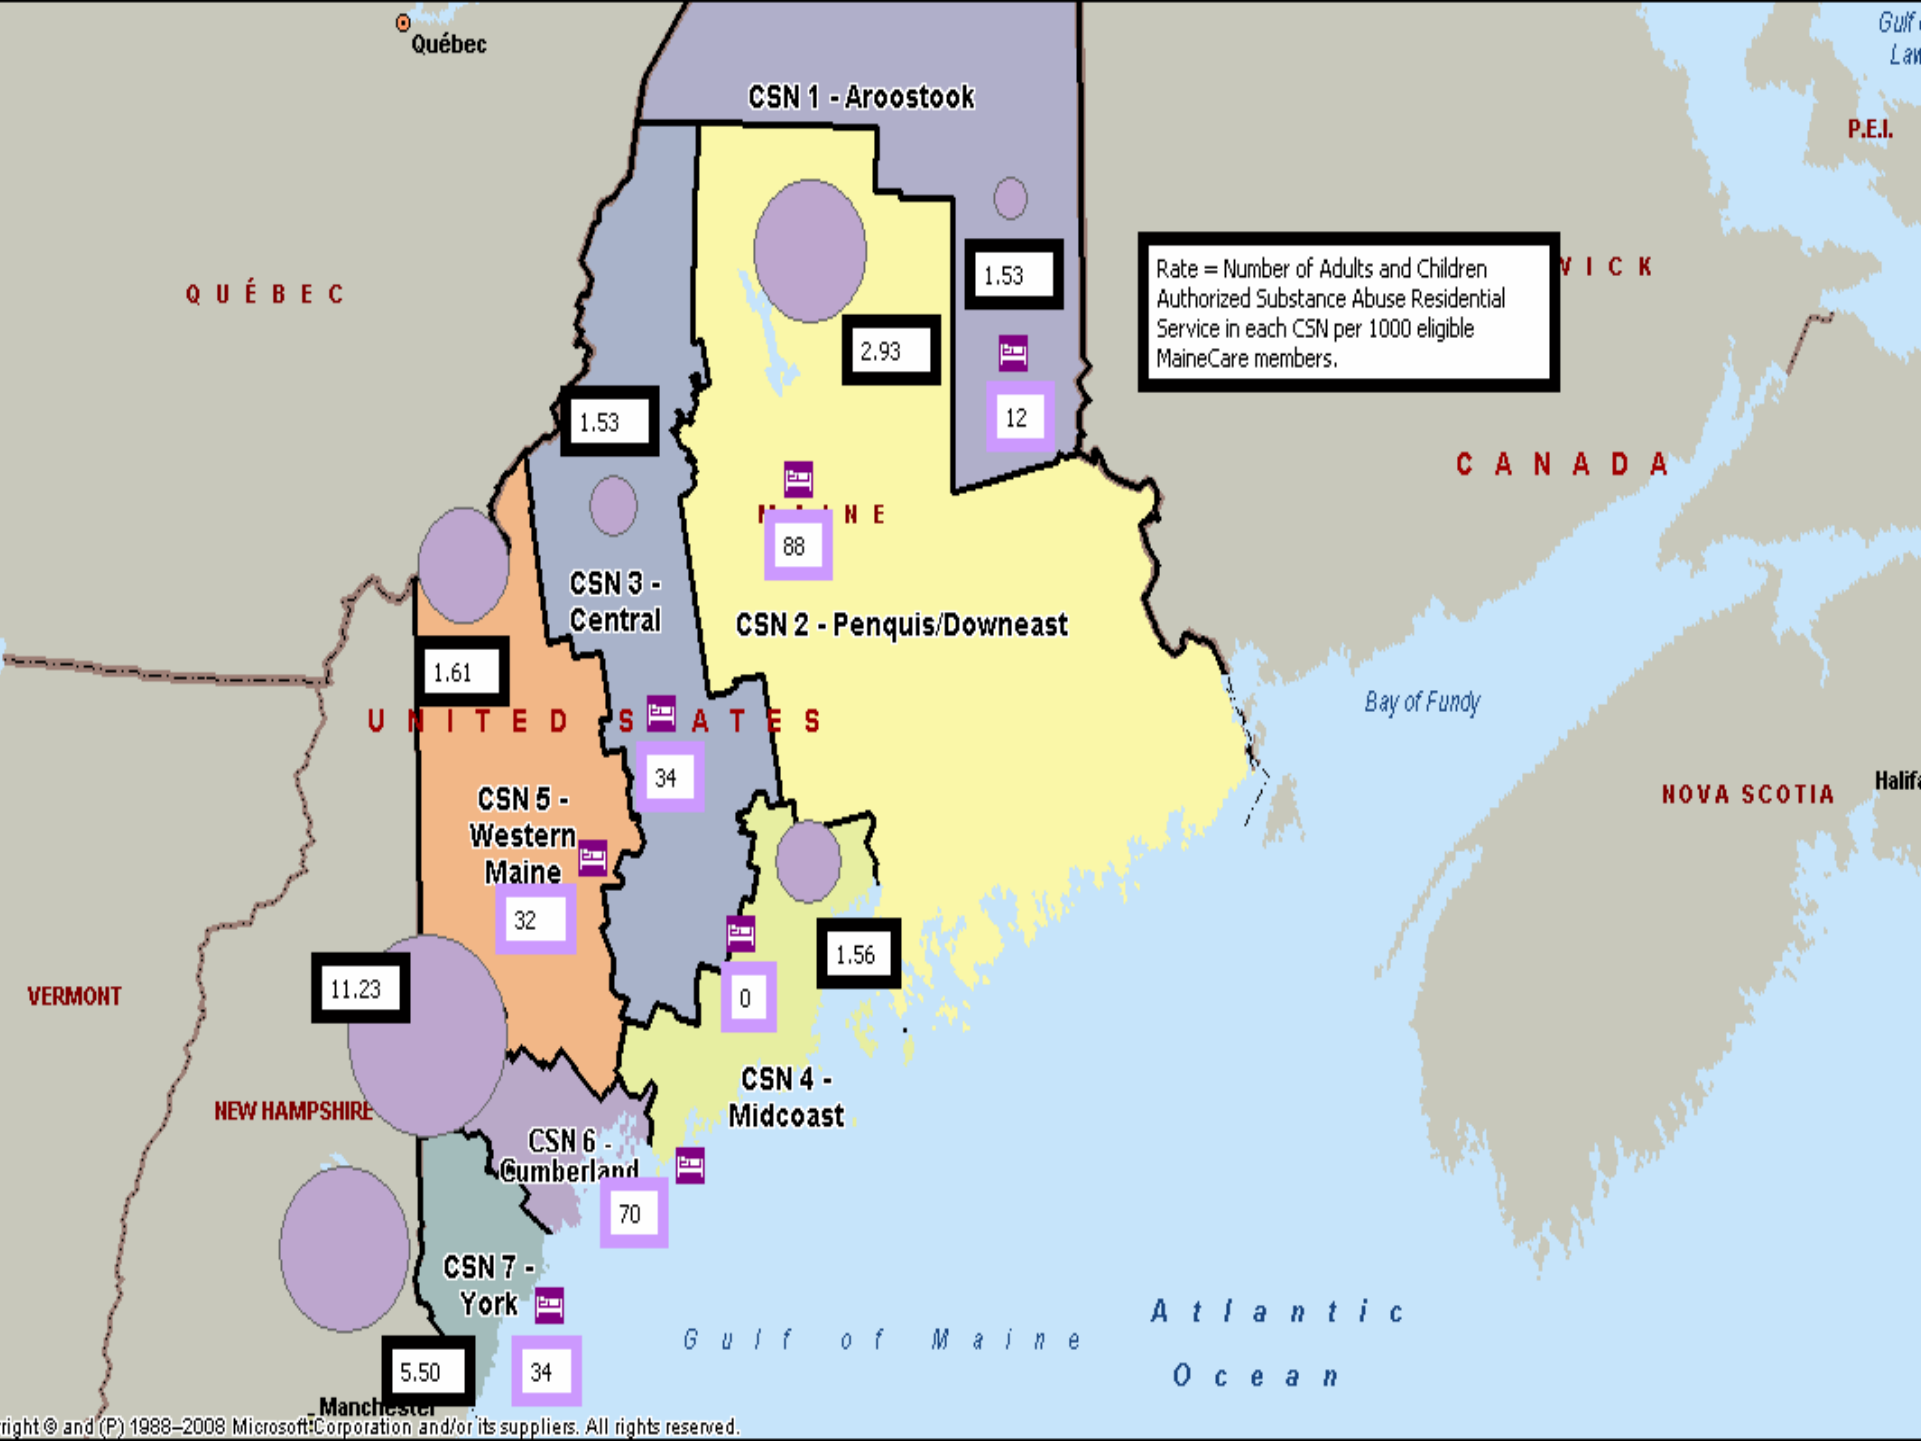 Gulf
Law
Québec
CSN 1 - Aroostook
P.E.I.
1.53
Rate = Number of Adults and Children
Authorized Substance Abuse Residential
Service in each CSN per 1000 eligible
MaineCare members.
WICK
QUÉBEC
2.93
12
1.53
CANADA
MAINE
88
CSN 3 -
Central
CSN 2 - Penquis/Downeast
1.61
UNITED STATES
Bay of Fundy
34
NOVA SCOTIA
Halifa
CSN 5 -
Western
Maine
32
1.56
11.23
VERMONT
0
CSN 4 -
Midcoast
NEW HAMPSHIRE
CSN 6 -
Cumberland
70
CSN 7 -
York
Atlantic
Ocean
Gulf of Maine
5.50
34
Manchester
right © and (P) 1988–2008 Microsoft Corporation and/or its suppliers. All rights reserved.